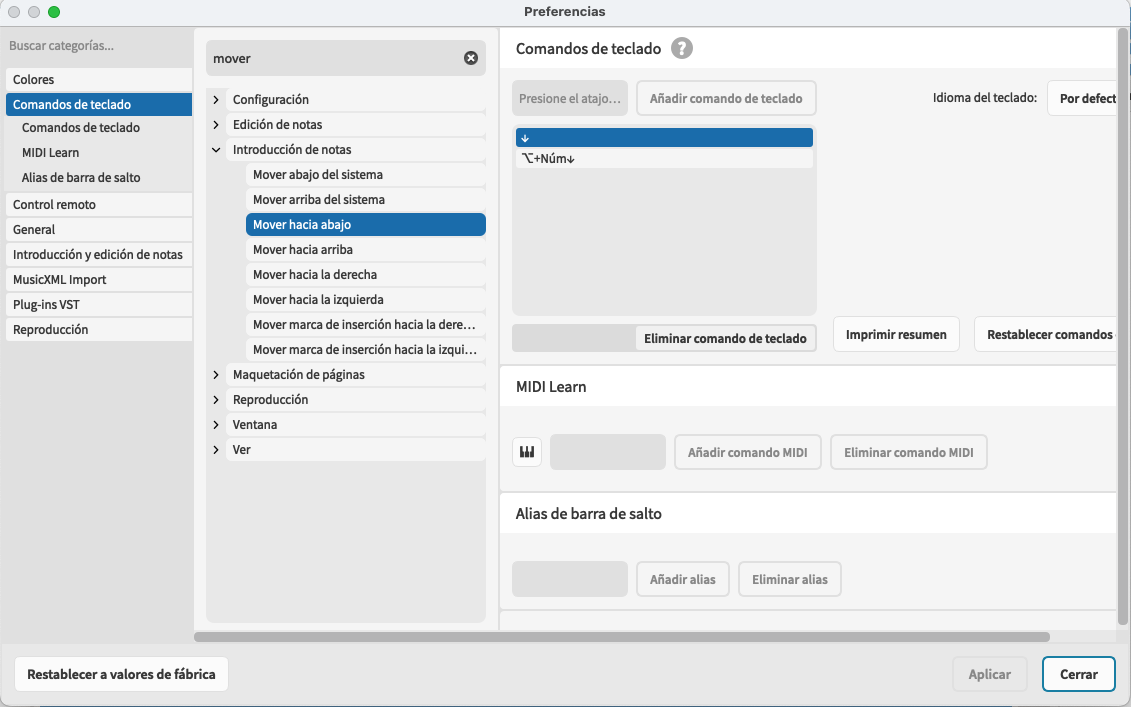 Preferencias
Buscar categorías...
Colores
Comandos de teclado
Comandos de teclado
MIDI Learn
Alias de barra de salto
Control remoto
General
Introducción y edición de notas
MusicXML Import
Plug-ins VST
Reproducción
mover
Configuración
Edición de notas
Introducción de notas
Mover abajo del sistema
Mover arriba del sistema
Mover hacia abajo
Mover hacia arriba
Mover hacia la derecha
Mover hacia la izquierda
Mover marca de inserción hacia la dere...
Mover marca de inserción hacia la izqui...
Maquetación de páginas
Reproducción
Ventana
Ver
Comandos de teclado ?
Presione el atajo... Añadir comando de teclado Idioma del teclado: Por defect
↓
⌥+Núm↓
Eliminar comando de teclado Imprimir resumen Restablecer comandos
MIDI Learn
Añadir comando MIDI Eliminar comando MIDI
Alias de barra de salto
Añadir alias Eliminar alias
Restablecer a valores de fábrica Aplicar Cerrar